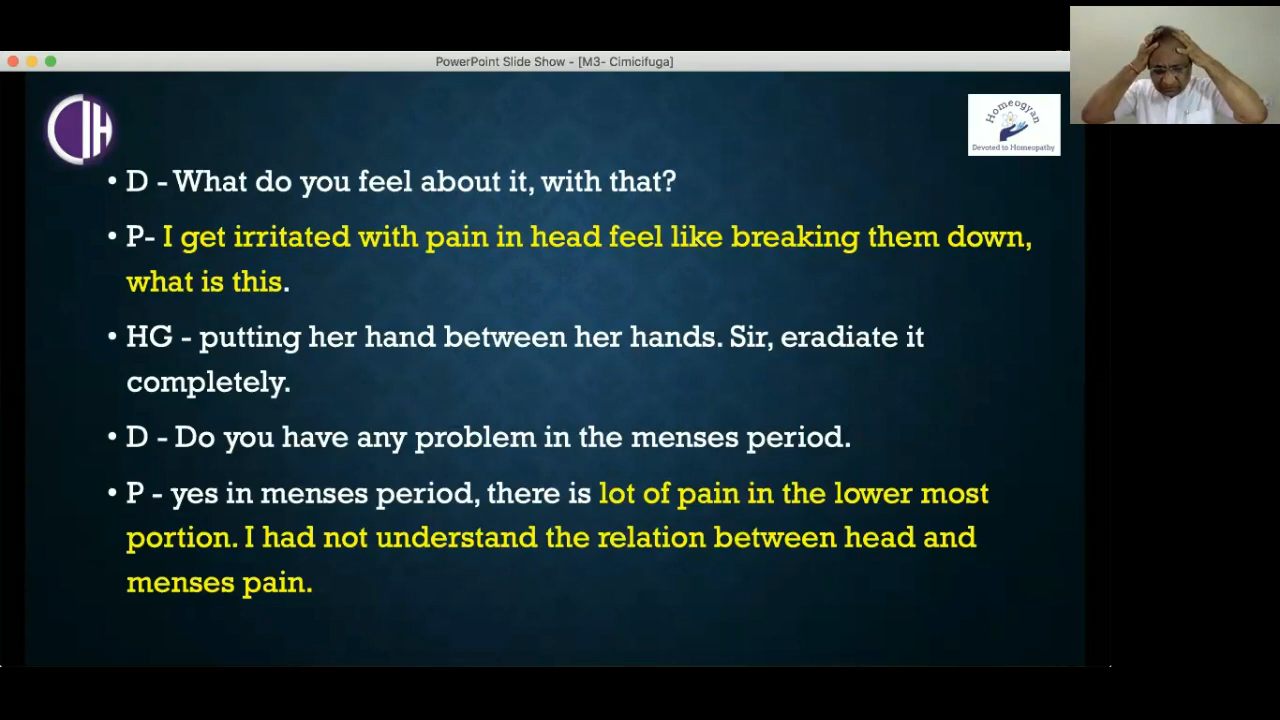 PowerPoint Slide Show - [M3- Cimicifuga]
CIH
Homeogyan
Devoted to Homeopathy
• D - What do you feel about it, with that?
• P- I get irritated with pain in head feel like breaking them down,
what is this.
• HG - putting her hand between her hands. Sir, eradiate it
completely.
• D - Do you have any problem in the menses period.
• P - yes in menses period, there is lot of pain in the lower most
portion. I had not understand the relation between head and
menses pain.